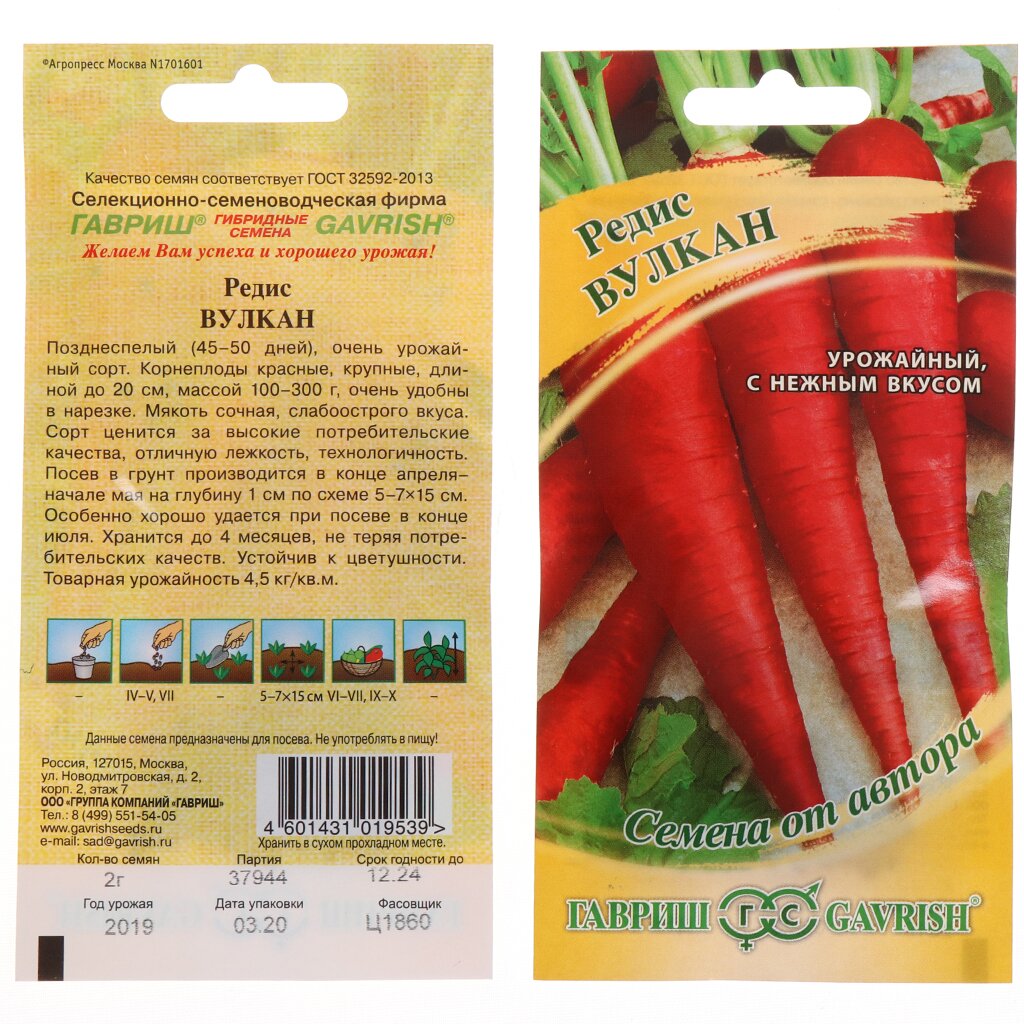 ®Агропресс Москва N1701601
Качество семян соответствует ГОСТ 32592-2013
Селекционно-семеноводческая фирма
ГАВРИШ® ГИБРИДНЫЕ СЕМЕНА GAVRISH®
Желаем Вам успеха и хорошего урожая!
Редис
ВУЛКАН
Позднеспелый (45–50 дней), очень урожай-
ный сорт. Корнеплоды красные, крупные, дли-
ной до 20 см, массой 100–300 г, очень удобны
в нарезке. Мякоть сочная, слабоострого вкуса.
Сорт ценится за высокие потребительские
качества, отличную лежкость, технологичность.
Посев в грунт производится в конце апреля–
начале мая на глубину 1 см по схеме 5–7×15 см.
Особенно хорошо удается при посеве в конце
июля. Хранится до 4 месяцев, не теряя потре-
бительских качеств. Устойчив к цветушности.
Товарная урожайность 4,5 кг/кв.м.
– IV–V, VII – 5–7×15 см VI–VII, IX–X –
Данные семена предназначены для посева. Не употреблять в пищу!
Россия, 127015, Москва,
ул. Новодмитровская, д. 2,
корп. 2, этаж 7
ООО «ГРУППА КОМПАНИЙ «ГАВРИШ»
Тел.: 8 (499) 551-54-05
www.gavrishseeds.ru
e-mail: sad@gavrish.ru
4 601431 019539 >
Хранить в сухом прохладном месте.
Кол-во семян Партия Срок годности до
2г 37944 12.24
Год урожая Дата упаковки Фасовщик
2019 03.20 Ц1860
Редис
ВУЛКАН
УРОЖАЙНЫЙ,
С НЕЖНЫМ ВКУСОМ
Семена от автора
ГАВРИШ ГС GAVRISH®